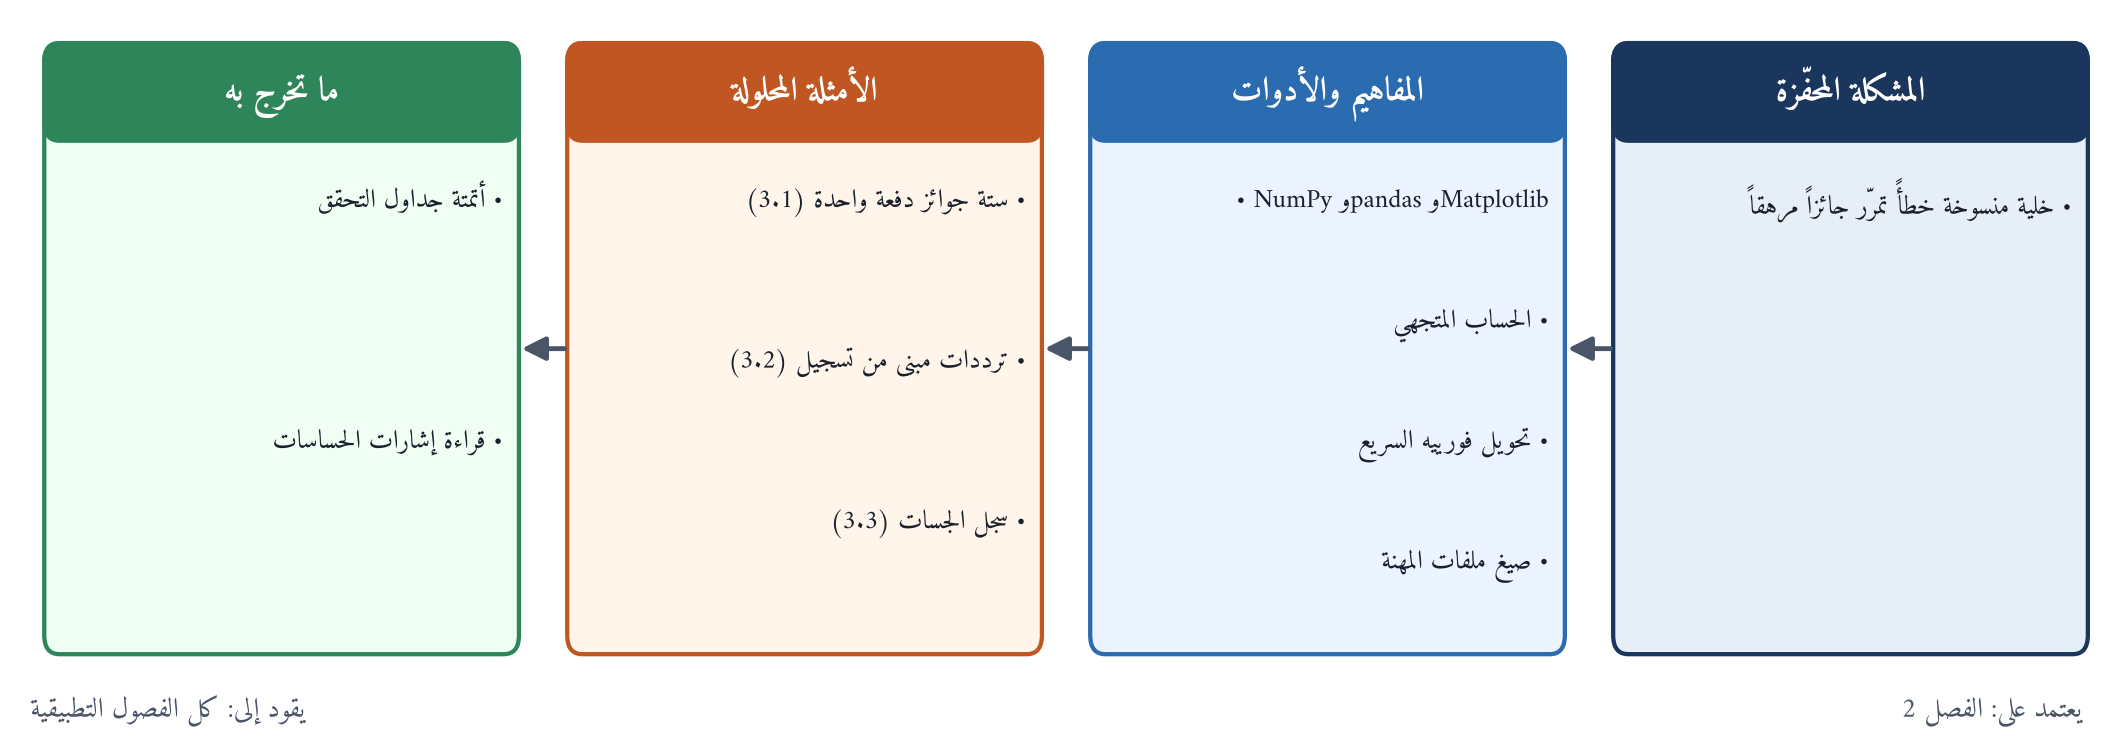 المشكلة المحفّزة
• خلية منسوخة خطأً تمرّر جائزاً مرهقاً
المفاهيم والأدوات
• NumPy وpandas وMatplotlib
• الحساب المتجهي
• تحويل فورييه السريع
• صيغ ملفات المهنة
الأمثلة المحلولة
• ستة جوائز دفعة واحدة (3.1)
• ترددات مبنى من تسجيل (3.2)
• سجل الجسات (3.3)
ما تخرج به
• أتمتة جداول التحقق
• قراءة إشارات الحساسات
يعتمد على: الفصل 2
يقود إلى: كل الفصول التطبيقية